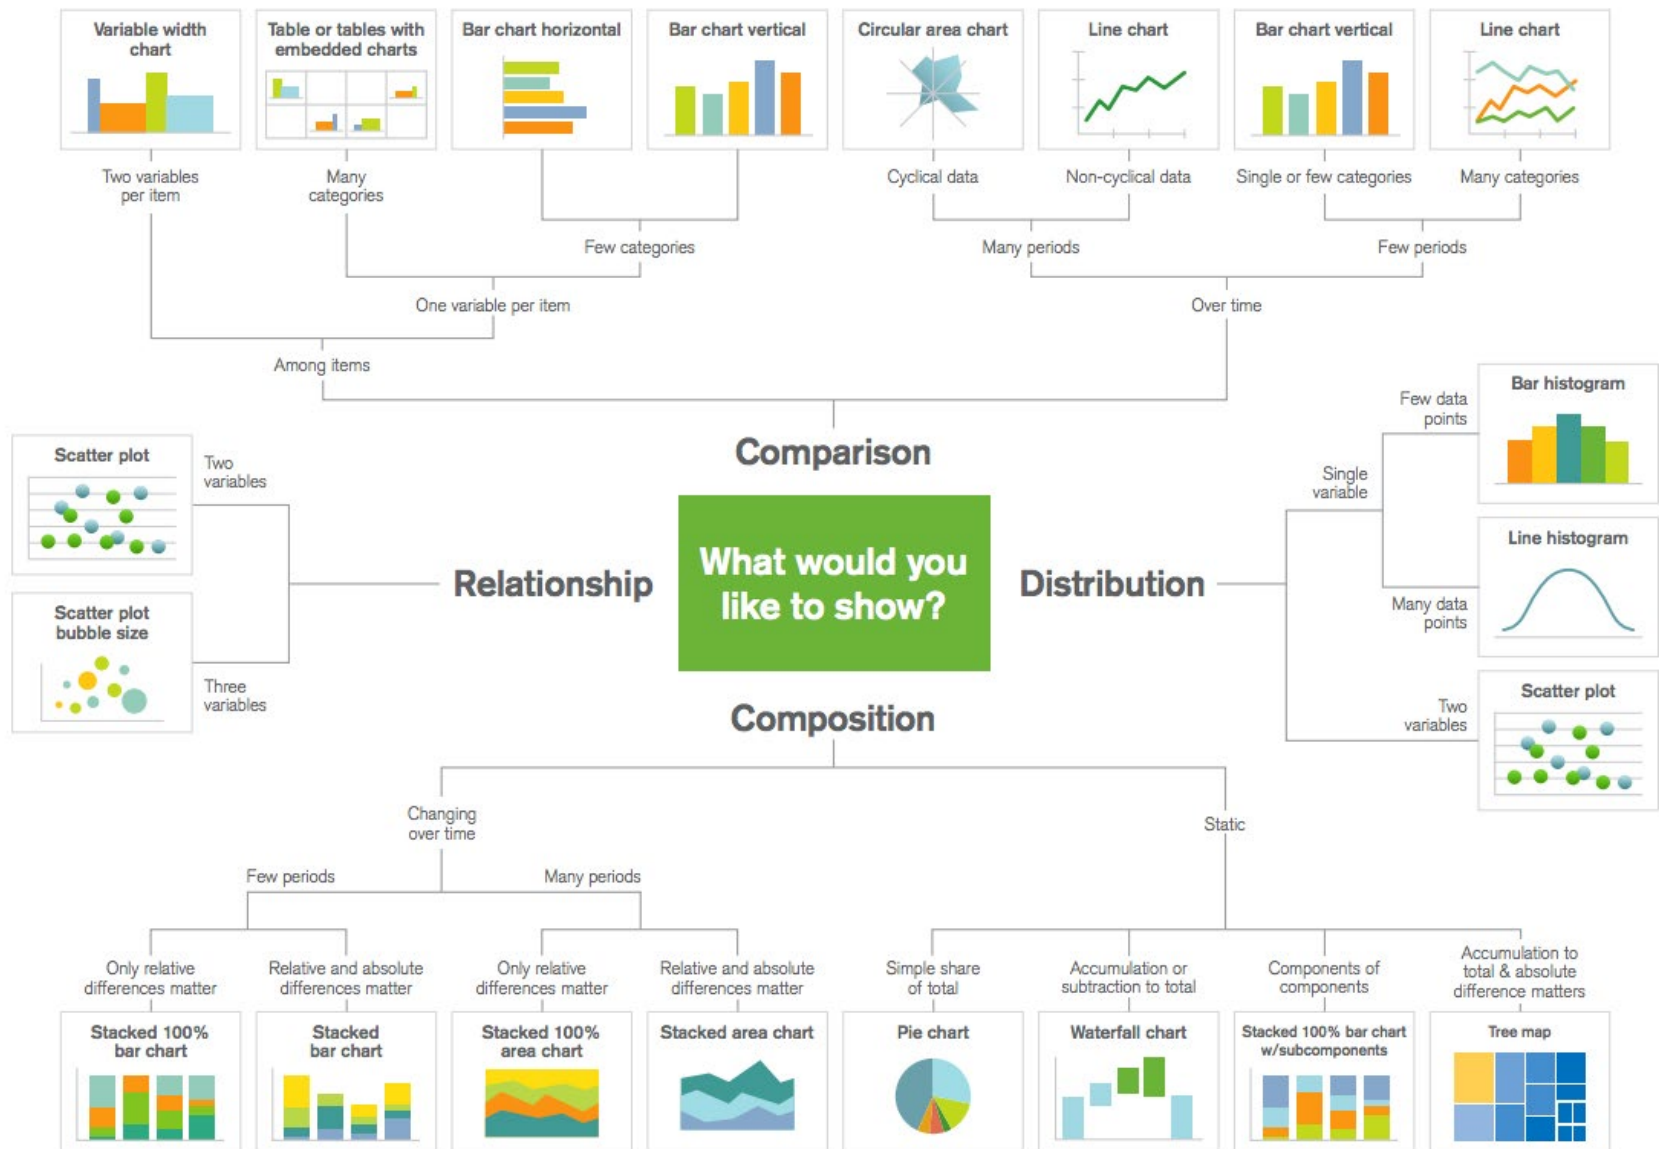 Variable width
chart
Table or tables with
embedded charts
Bar chart horizontal
Bar chart vertical
Circular area chart
Line chart
Bar chart vertical
Line chart
Two variables
per item
Many
categories
Cyclical data
Non-cyclical data
Single or few categories
Many categories
Few categories
Many periods
Few periods
One variable per item
Over time
Among items
Comparison
Scatter plot
Two
variables
Scatter plot
bubble size
Three
variables
Relationship
What would you
like to show?
Distribution
Single
variable
Few data
points
Bar histogram
Many data
points
Line histogram
Two
variables
Scatter plot
Composition
Changing
over time
Static
Few periods
Many periods
Only relative
differences matter
Relative and absolute
differences matter
Only relative
differences matter
Relative and absolute
differences matter
Simple share
of total
Accumulation or
subtraction to total
Components of
components
Accumulation to
total & absolute
difference matters
Stacked 100%
bar chart
Stacked
bar chart
Stacked 100%
area chart
Stacked area chart
Pie chart
Waterfall chart
Stacked 100% bar chart
w/subcomponents
Tree map